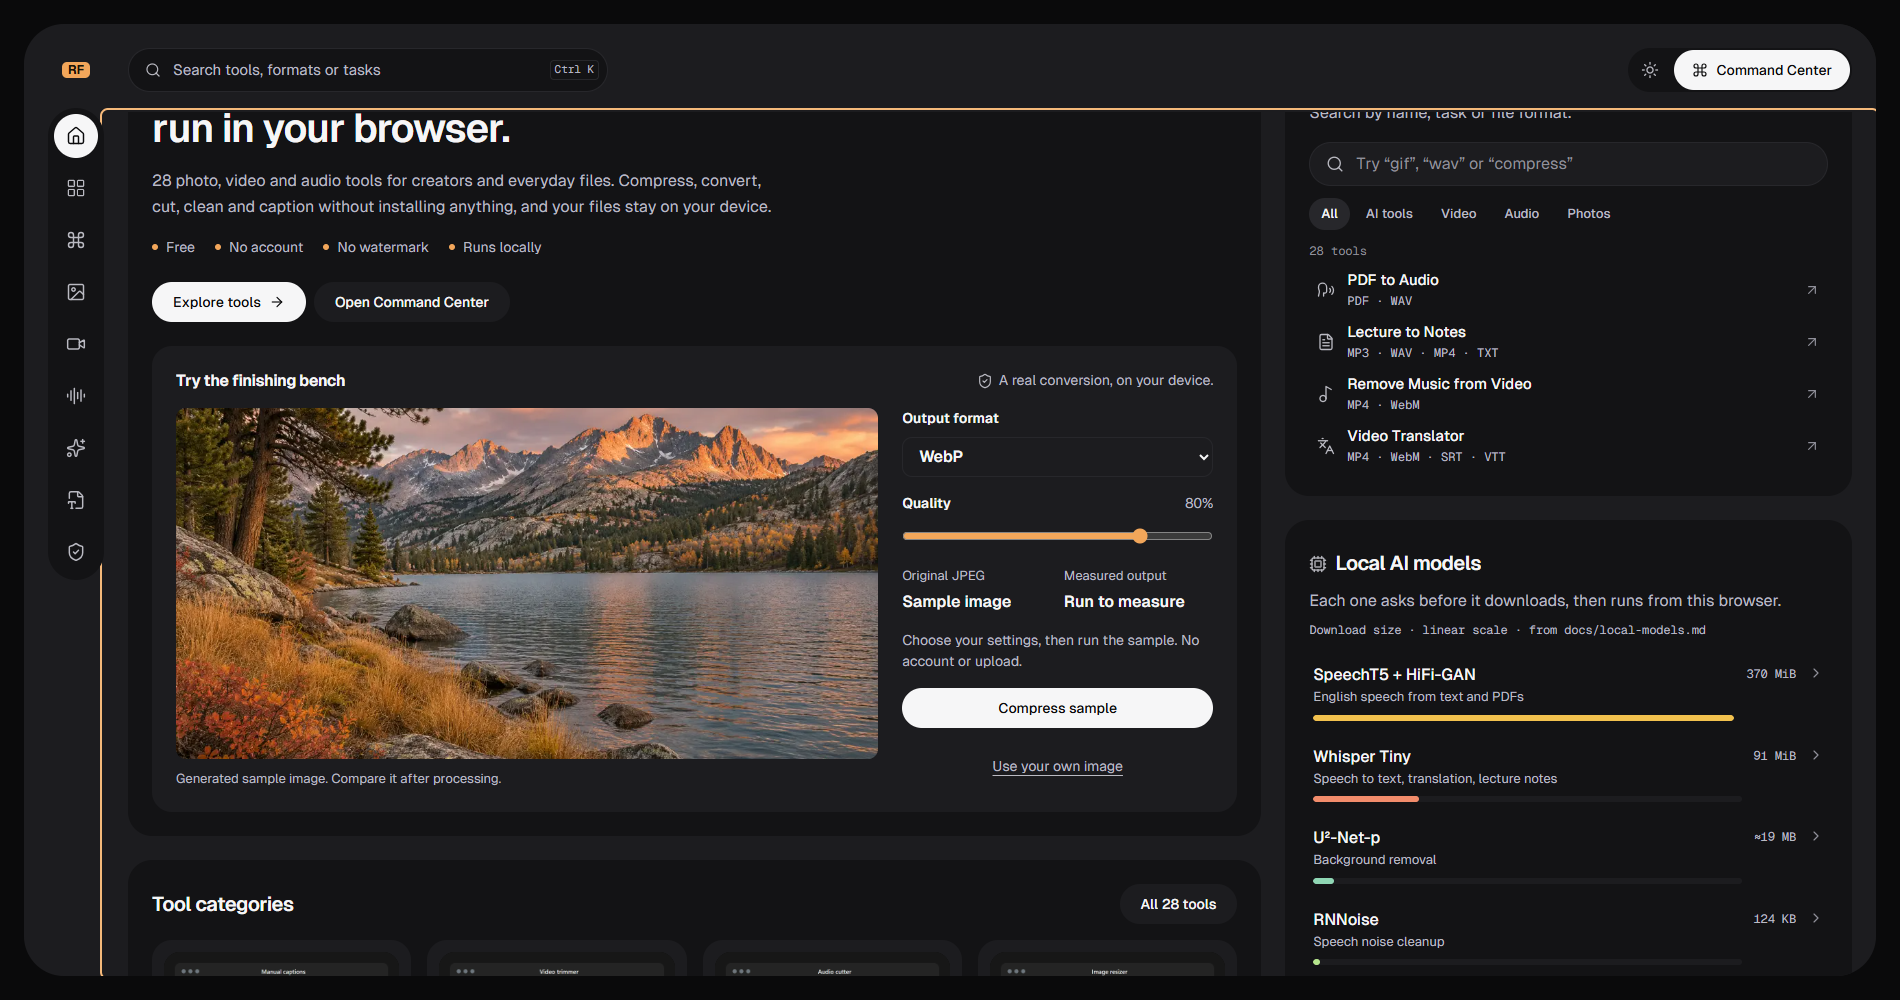 RF
Search tools, formats or tasks
Ctrl K
Command Center
run in your browser.
28 photo, video and audio tools for creators and everyday files. Compress, convert,
cut, clean and caption without installing anything, and your files stay on your device.
Free
No account
No watermark
Runs locally
Explore tools
Open Command Center
Try the finishing bench
A real conversion, on your device.
Output format
WebP
Quality
80%
Original JPEG
Measured output
Sample image
Run to measure
Choose your settings, then run the sample. No
account or upload.
Compress sample
Use your own image
Generated sample image. Compare it after processing.
Tool categories
All 28 tools
Manual captions
Video trimmer
Audio cutter
Image resizer
Search by name, task or file format.
Try “gif”, “wav” or “compress”
All
AI tools
Video
Audio
Photos
28 tools
PDF to Audio
PDF · WAV
Lecture to Notes
MP3 · WAV · MP4 · TXT
Remove Music from Video
MP4 · WebM
Video Translator
MP4 · WebM · SRT · VTT
Local AI models
Each one asks before it downloads, then runs from this browser.
Download size · linear scale · from docs/local-models.md
SpeechT5 + HiFi-GAN
370 MiB
English speech from text and PDFs
Whisper Tiny
91 MiB
Speech to text, translation, lecture notes
U²-Net-p
≈19 MB
Background removal
RNNoise
124 KB
Speech noise cleanup